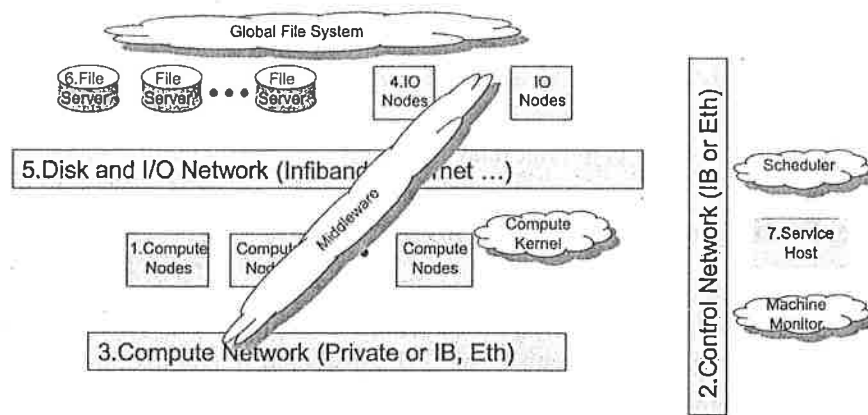 Global File System
6.File
Server
File
Server
File
Server
4.IO
Nodes
IO
Nodes
5.Disk and I/O Network (Infiband rnet ...)
Middleware
1.Compute
Nodes
Comput
Nod
Compute
Nodes
Compute
Kernel
3.Compute Network (Private or IB, Eth)
2.Control Network (IB or Eth)
Scheduler
7.Service
Host
Machine
Monitor